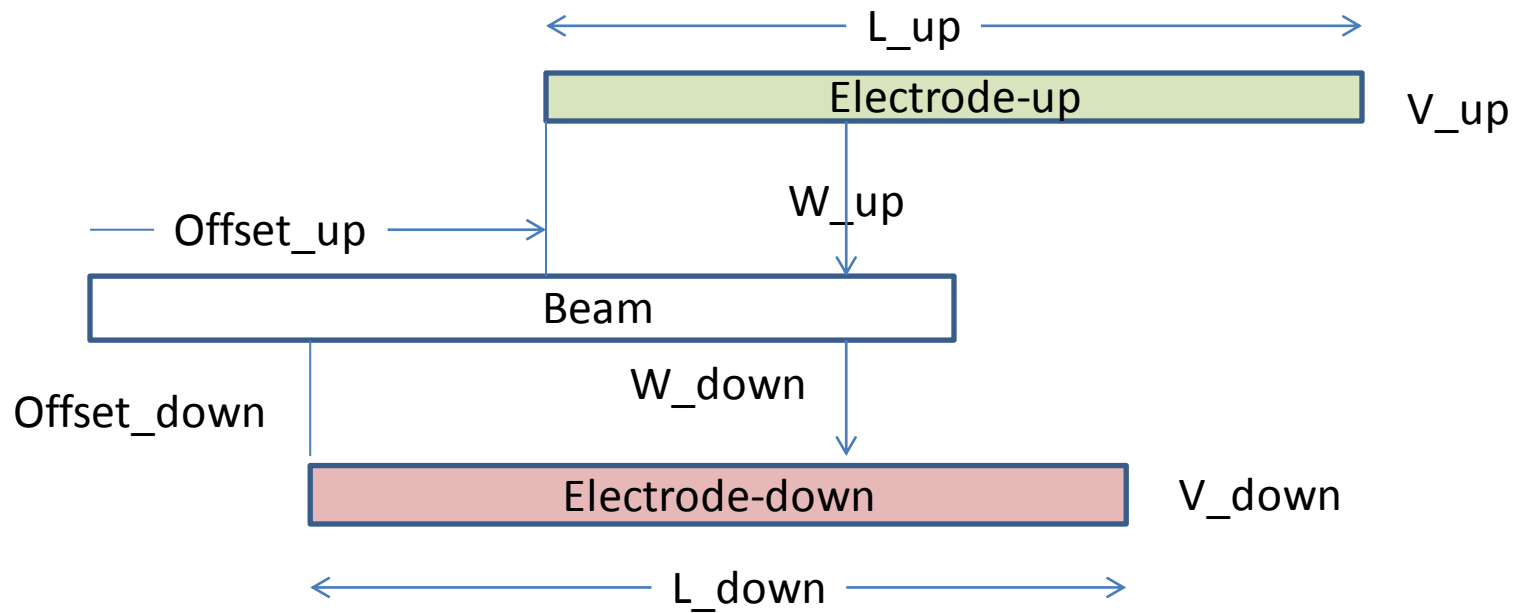 L_up
Electrode-up
V_up
W_up
Offset_up
Beam
W_down
Offset_down
Electrode-down
V_down
L_down